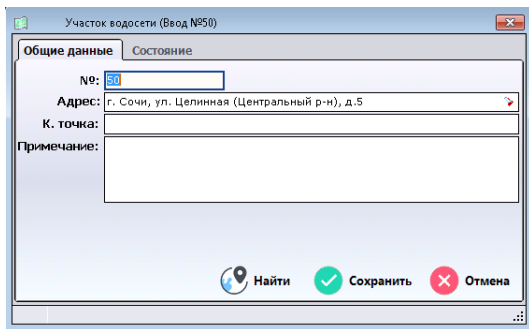 Участок водосети (Ввод №50)
Общие данные Состояние
№: 50
Адрес: г. Сочи, ул. Целинная (Центральный р-н), д.5
К. точка:
Примечание:
Найти Сохранить Отмена